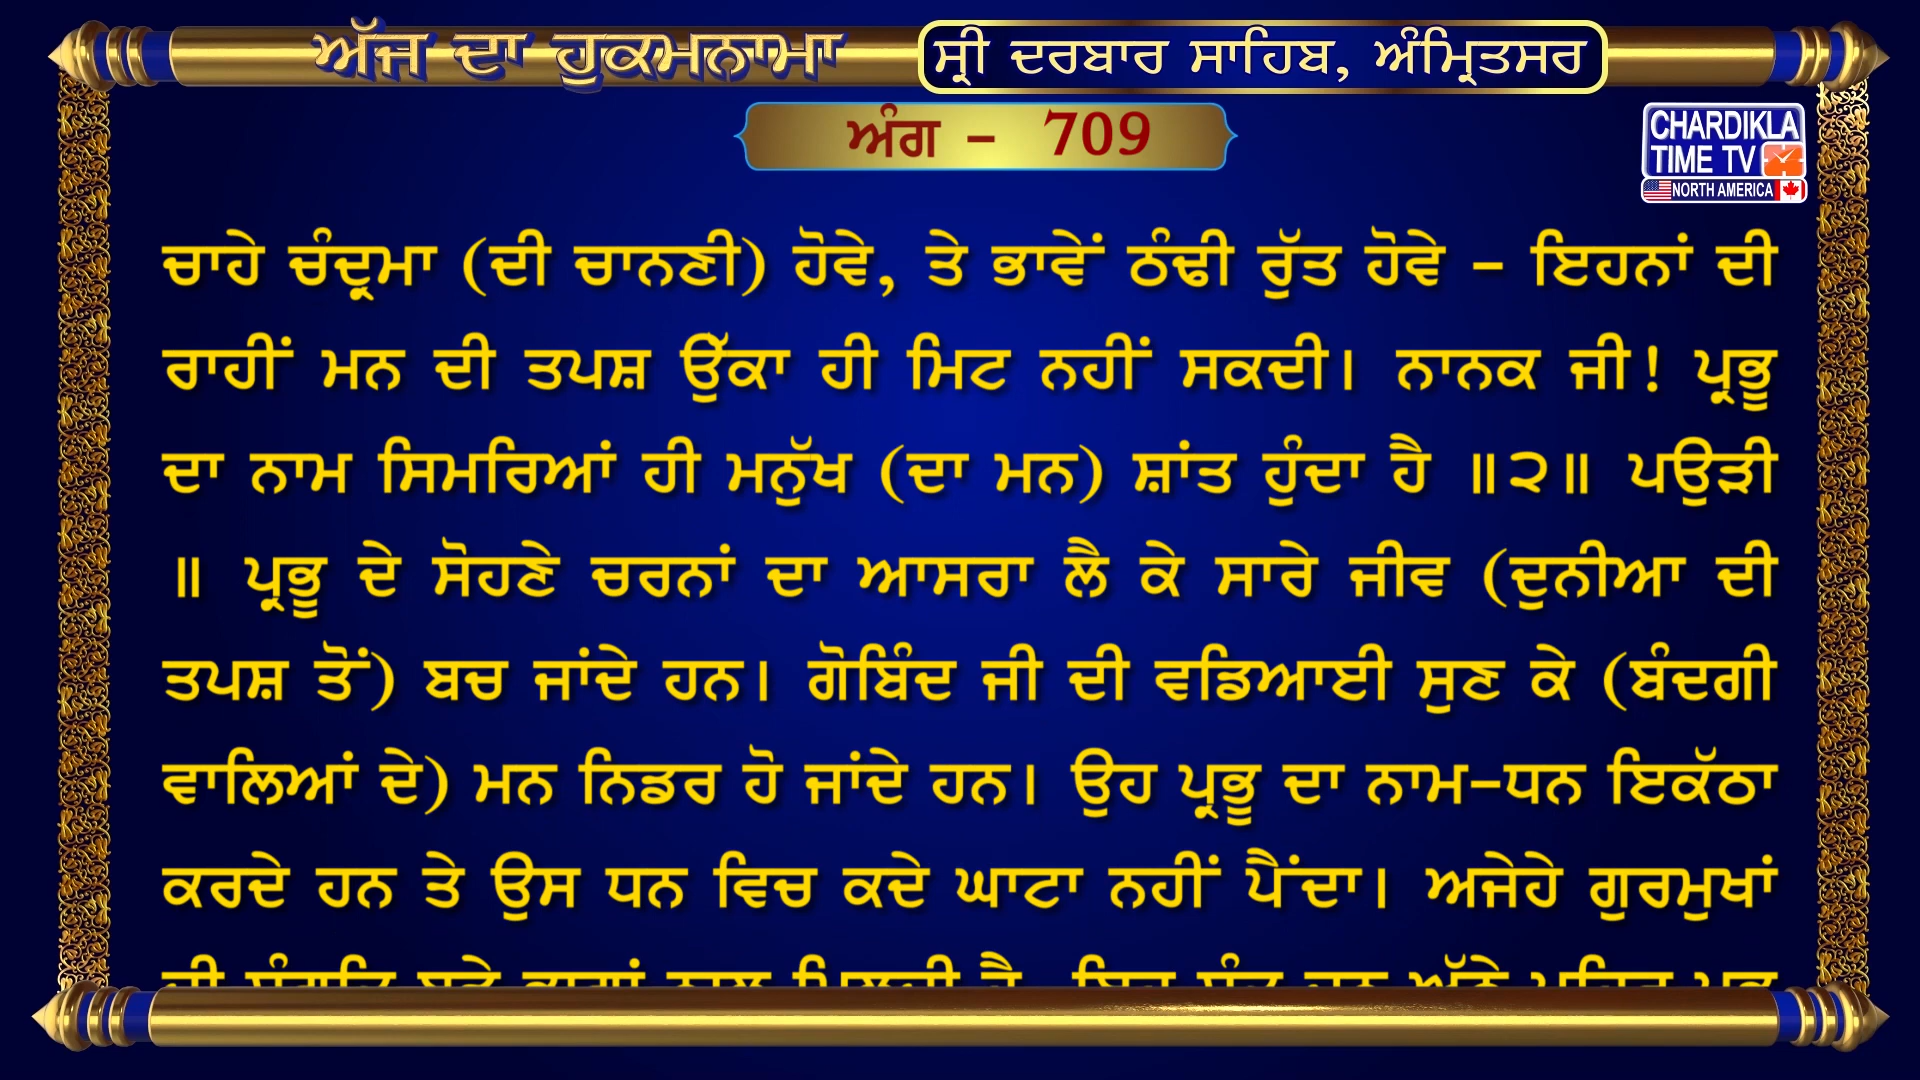 ਅੱਜ ਦਾ ਹੁਕਮਨਾਮਾ
ਸ੍ਰੀ ਦਰਬਾਰ ਸਾਹਿਬ, ਅੰਮ੍ਰਿਤਸਰ
ਅੰਗ - 709
CHARDIKLA
TIME TV
NORTH AMERICA
ਚਾਹੇ ਚੰਦ੍ਰਮਾ (ਦੀ ਚਾਨਣੀ) ਹੋਵੇ, ਤੇ ਭਾਵੇਂ ਠੰਢੀ ਰੁੱਤ ਹੋਵੇ - ਇਹਨਾਂ ਦੀ
ਰਾਹੀਂ ਮਨ ਦੀ ਤਪਸ਼ ਉੱਕਾ ਹੀ ਮਿਟ ਨਹੀਂ ਸਕਦੀ। ਨਾਨਕ ਜੀ! ਪ੍ਰਭੂ
ਦਾ ਨਾਮ ਸਿਮਰਿਆਂ ਹੀ ਮਨੁੱਖ (ਦਾ ਮਨ) ਸ਼ਾਂਤ ਹੁੰਦਾ ਹੈ ॥੨॥ ਪਉੜੀ
॥ ਪ੍ਰਭੂ ਦੇ ਸੋਹਣੇ ਚਰਨਾਂ ਦਾ ਆਸਰਾ ਲੈ ਕੇ ਸਾਰੇ ਜੀਵ (ਦੁਨੀਆ ਦੀ
ਤਪਸ਼ ਤੋਂ) ਬਚ ਜਾਂਦੇ ਹਨ। ਗੋਬਿੰਦ ਜੀ ਦੀ ਵਡਿਆਈ ਸੁਣ ਕੇ (ਬੰਦਗੀ
ਵਾਲਿਆਂ ਦੇ) ਮਨ ਨਿਡਰ ਹੋ ਜਾਂਦੇ ਹਨ। ਉਹ ਪ੍ਰਭੂ ਦਾ ਨਾਮ-ਧਨ ਇਕੱਠਾ
ਕਰਦੇ ਹਨ ਤੇ ਉਸ ਧਨ ਵਿਚ ਕਦੇ ਘਾਟਾ ਨਹੀਂ ਪੈਂਦਾ। ਅਜੇਹੇ ਗੁਰਮੁਖਾਂ